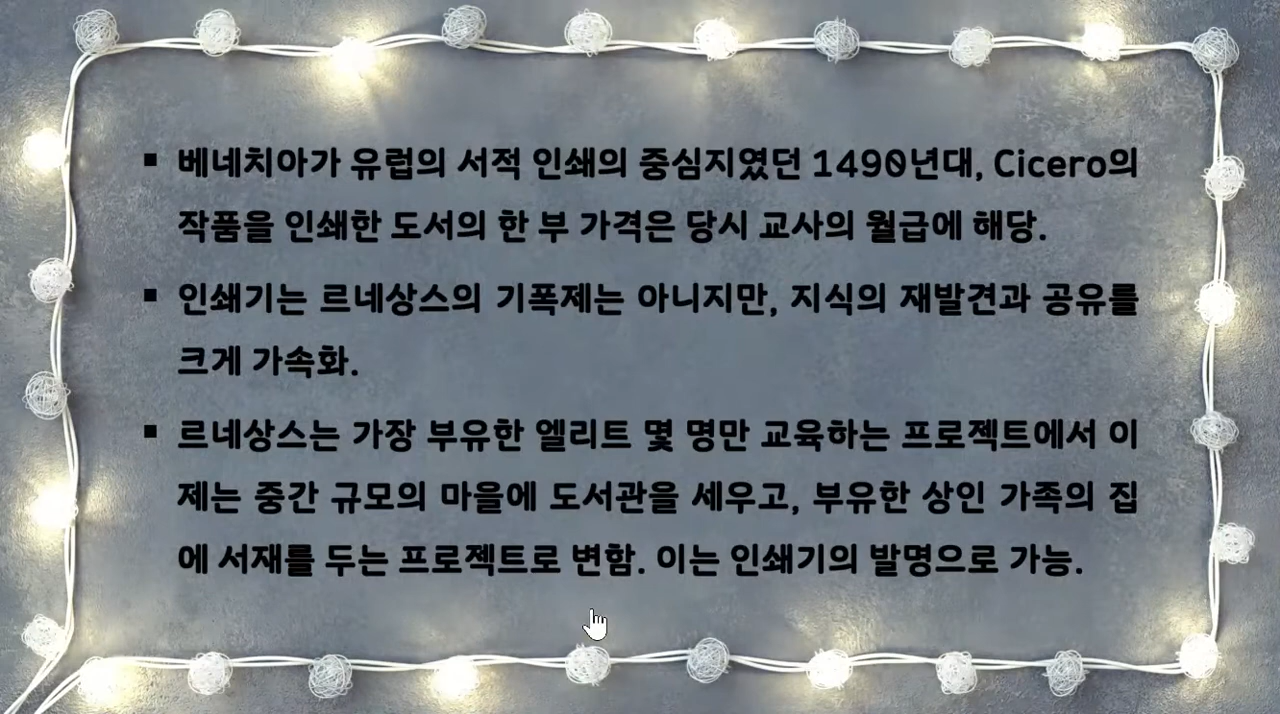 ▪ 베네치아가 유럽의 서적 인쇄의 중심지였던 1490년대, Cicero의
작품을 인쇄한 도서의 한 부 가격은 당시 교사의 월급에 해당.
▪ 인쇄기는 르네상스의 기폭제는 아니지만, 지식의 재발견과 공유를
크게 가속화.
▪ 르네상스는 가장 부유한 엘리트 몇 명만 교육하는 프로젝트에서 이
제는 중간 규모의 마을에 도서관을 세우고, 부유한 상인 가족의 집
에 서재를 두는 프로젝트로 변함. 이는 인쇄기의 발명으로 가능.